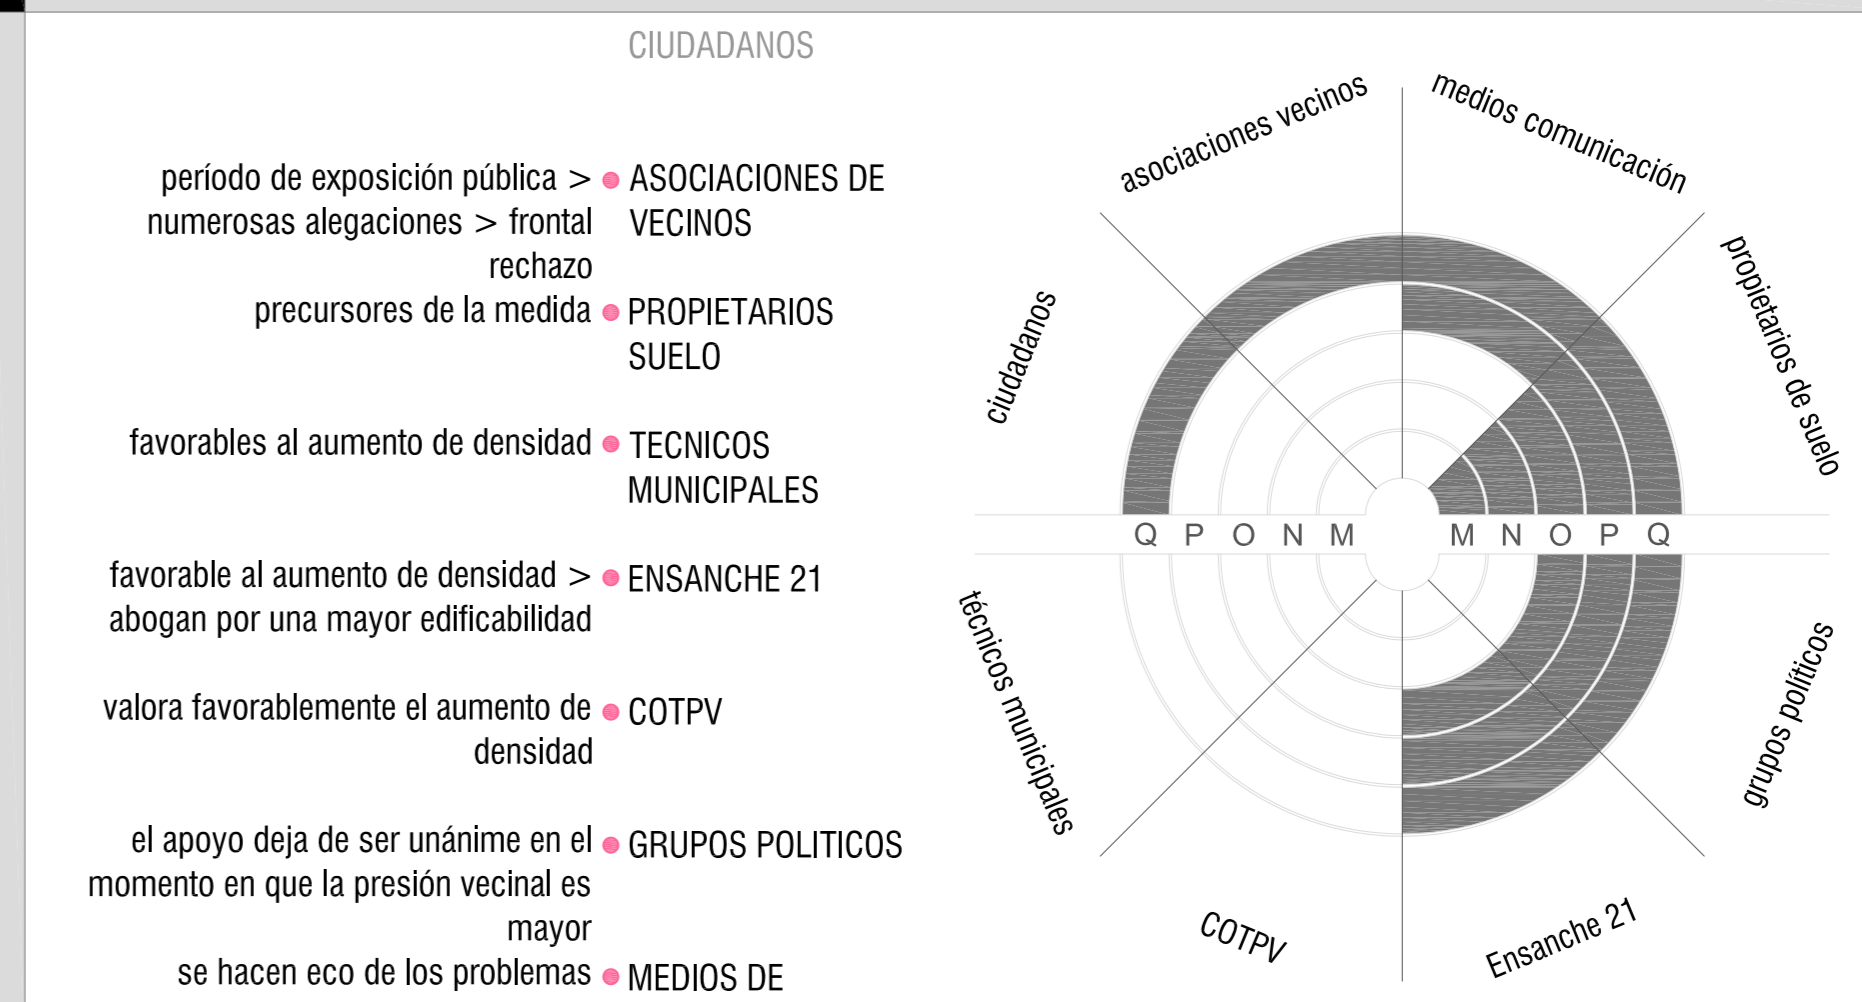 CIUDADANOS
período de exposición pública > ASOCIACIONES DE
numerosas alegaciones > frontal VECINOS
rechazo
precursores de la medida PROPIETARIOS
SUELO
favorables al aumento de densidad TECNICOS
MUNICIPALES
favorable al aumento de densidad > ENSANCHE 21
abogan por una mayor edificabilidad
valora favorablemente el aumento de COTPV
densidad
el apoyo deja de ser unánime en el GRUPOS POLITICOS
momento en que la presión vecinal es
mayor
se hacen eco de los problemas MEDIOS DE
asociaciones vecinos
medios comunicación
ciudadanos
propietarios de suelo
Q P O N M M N O P Q
técnicos municipales
grupos políticos
COTPV
Ensanche 21